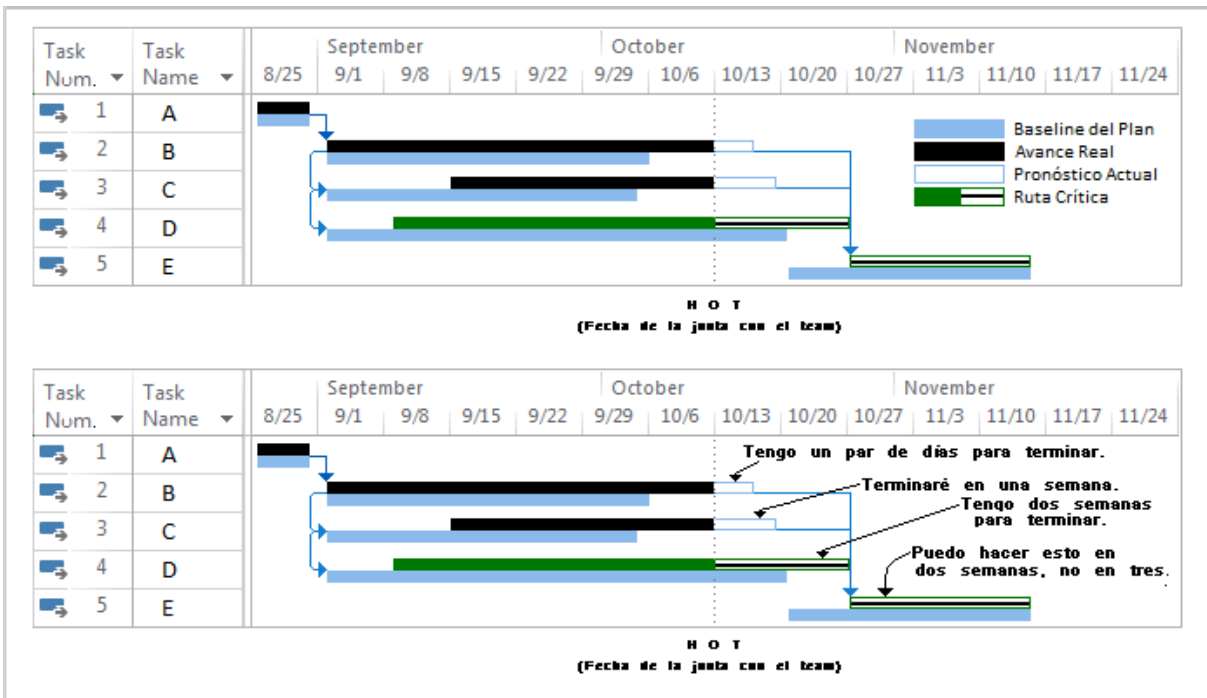 September October November
Task Task
Num. Name 8/25 9/1 9/8 9/15 9/22 9/29 10/6 10/13 10/20 10/27 11/3 11/10 11/17 11/24
1 A
2 B
3 C
4 D
5 E
Baseline del Plan
Avance Real
Pronóstico Actual
Ruta Crítica
H O T
(Fecha de la junta con el team)
September October November
Task Task
Num. Name 8/25 9/1 9/8 9/15 9/22 9/29 10/6 10/13 10/20 10/27 11/3 11/10 11/17 11/24
1 A
2 B
3 C
4 D
5 E
Tengo un par de días para terminar.
Terminaré en una semana.
Tengo dos semanas
para terminar.
Puedo hacer esto en
dos semanas, no en tres.
H O T
(Fecha de la junta con el team)